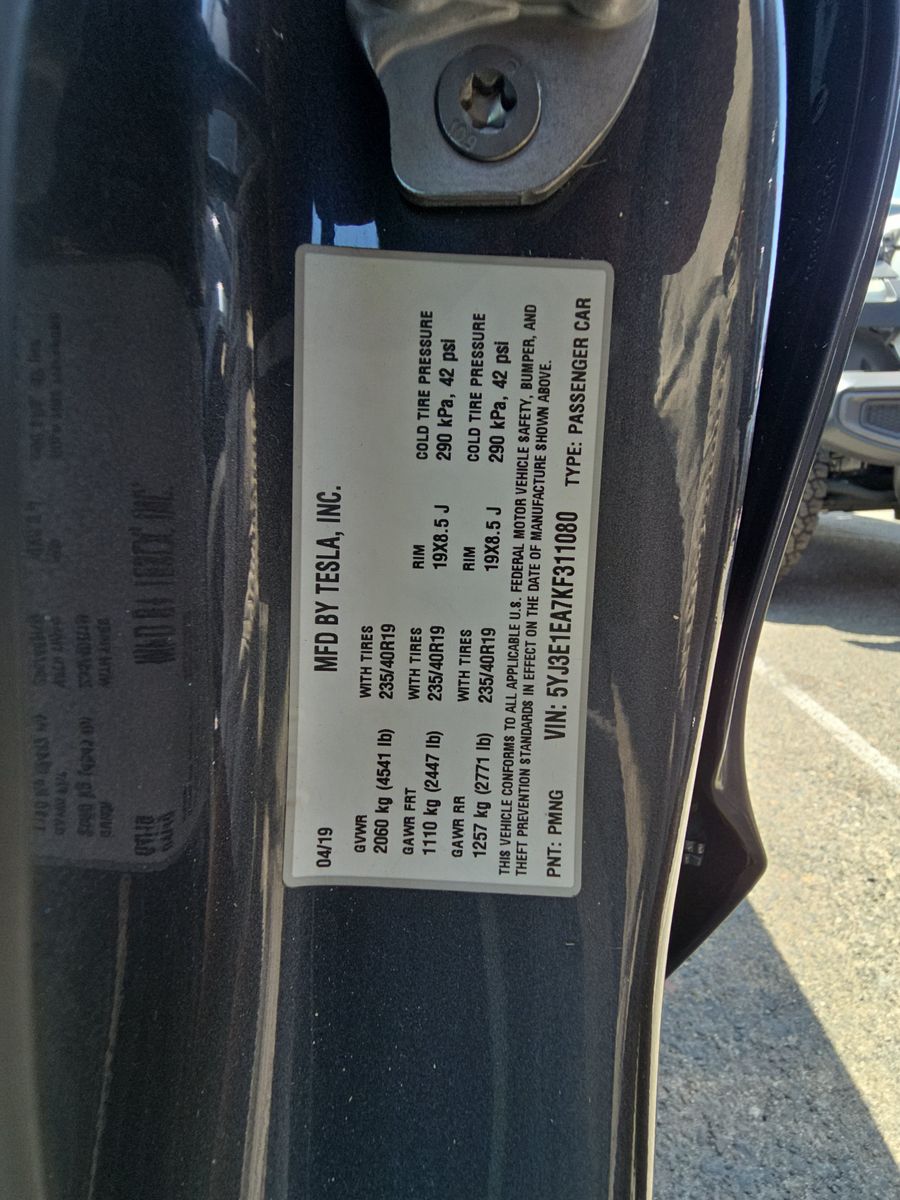 04/19 MFD BY TESLA, INC.
GVWR WITH TIRES
2060 kg (4541 lb) 235/40R19
GAWR FRT WITH TIRES RIM COLD TIRE PRESSURE
1110 kg (2447 lb) 235/40R19 19X8.5 J 290 kPa, 42 psi
GAWR RR WITH TIRES RIM COLD TIRE PRESSURE
1257 kg (2771 lb) 235/40R19 19X8.5 J 290 kPa, 42 psi
THIS VEHICLE CONFORMS TO ALL APPLICABLE U.S. FEDERAL MOTOR VEHICLE SAFETY, BUMPER, AND
THEFT PREVENTION STANDARDS IN EFFECT ON THE DATE OF MANUFACTURE SHOWN ABOVE.
PNT: PMNG VIN: 5YJ3E1EA7KF311080 TYPE: PASSENGER CAR